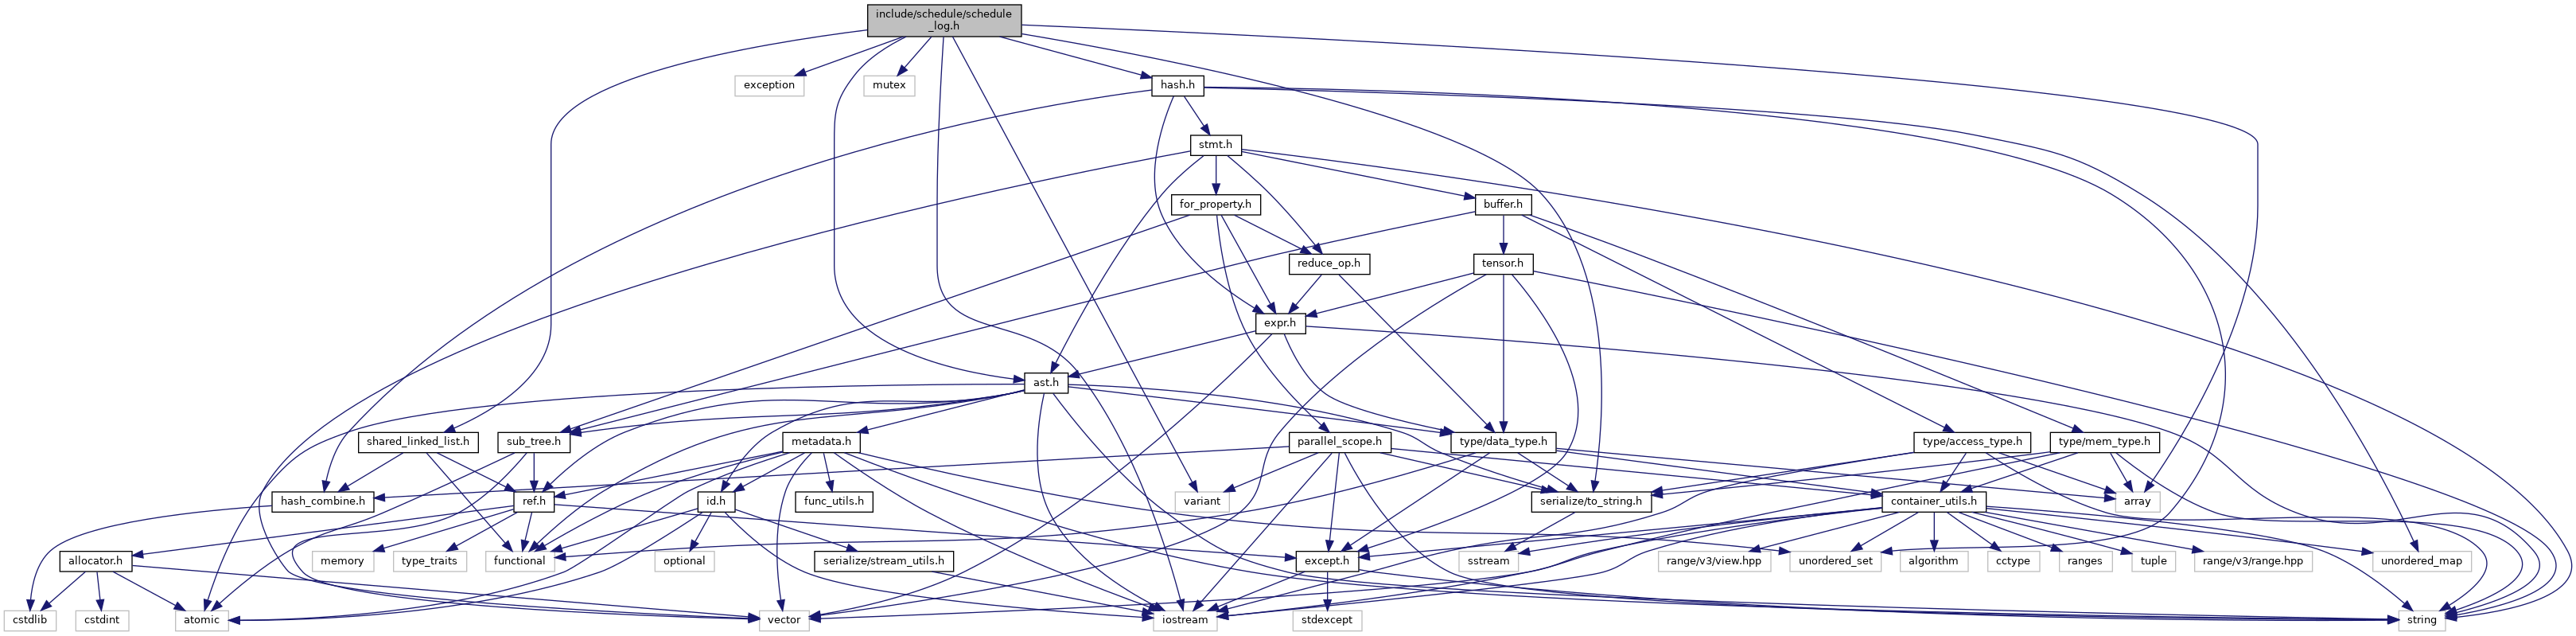 include/schedule/schedule
_log.h
exception
mutex
hash.h
stmt.h
for_property.h
buffer.h
reduce_op.h
tensor.h
expr.h
ast.h
shared_linked_list.h
sub_tree.h
metadata.h
parallel_scope.h
type/data_type.h
type/access_type.h
type/mem_type.h
hash_combine.h
ref.h
id.h
func_utils.h
variant
serialize/to_string.h
container_utils.h
array
allocator.h
memory
type_traits
functional
optional
serialize/stream_utils.h
except.h
sstream
range/v3/view.hpp
unordered_set
algorithm
cctype
ranges
tuple
range/v3/range.hpp
unordered_map
cstdlib
cstdint
atomic
vector
iostream
stdexcept
string